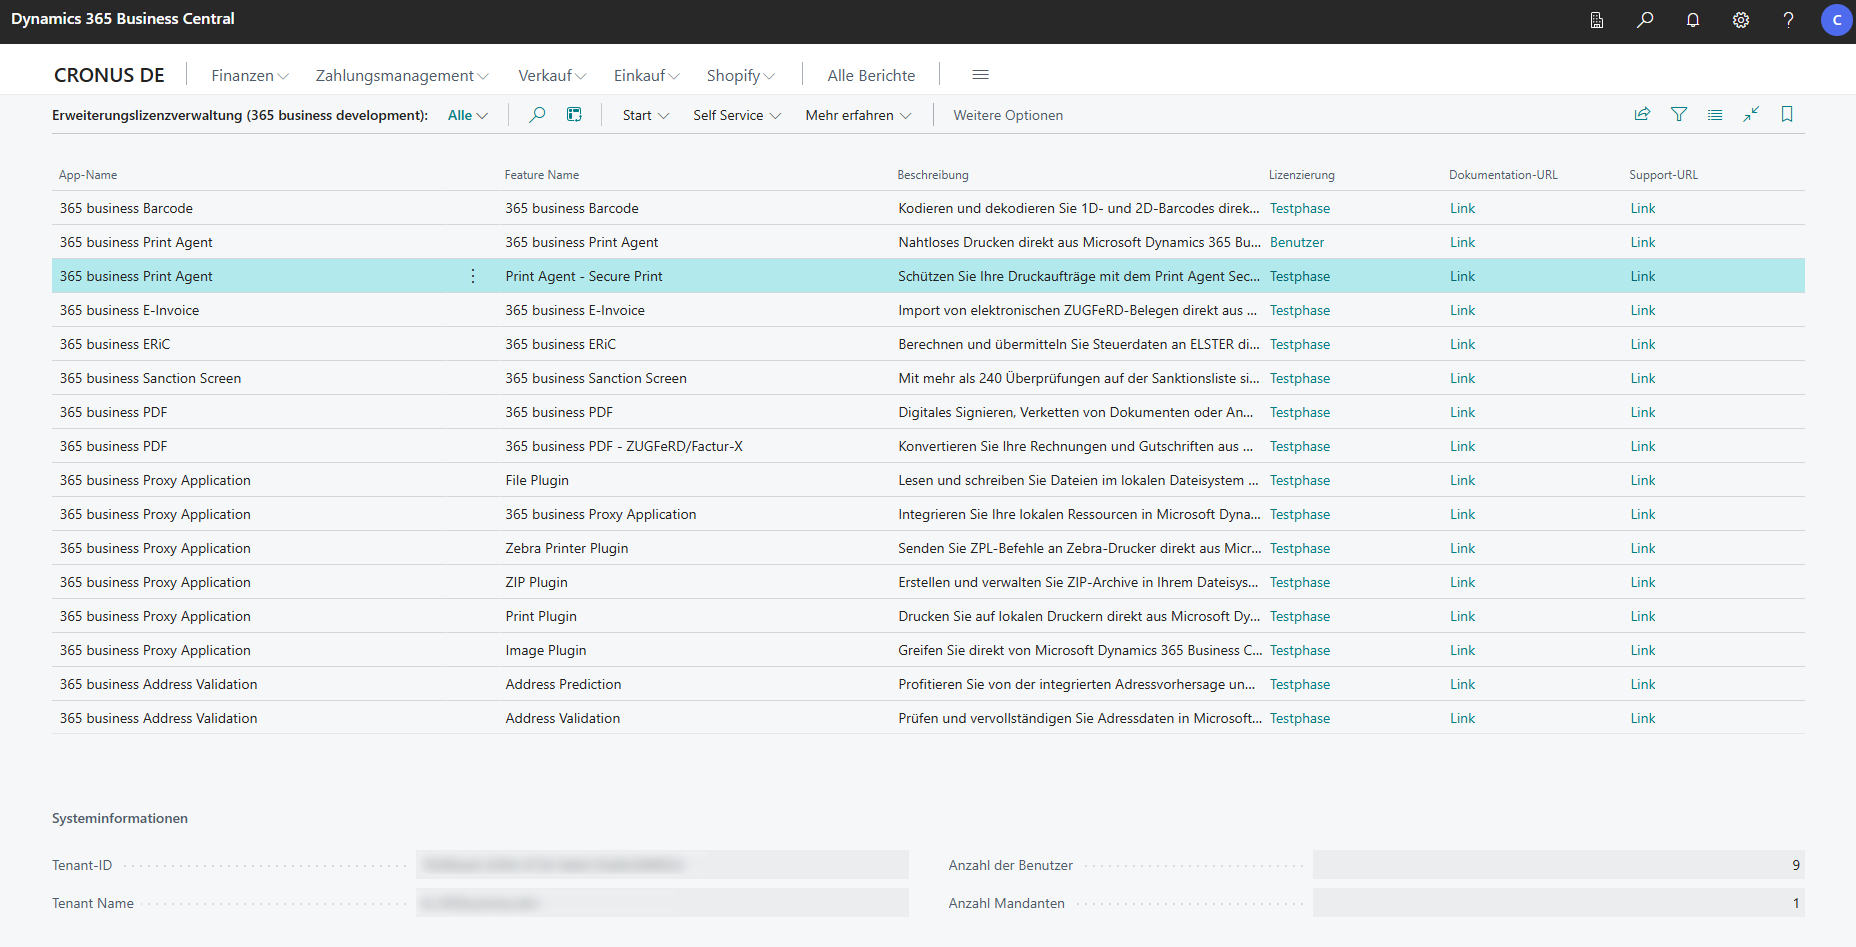 Dynamics 365 Business Central
C
CRONUS DE Finanzen Zahlungsmanagement Verkauf Einkauf Shopify Alle Berichte
Erweiterungslizenzverwaltung (365 business development): Alle Start Self Service Mehr erfahren Weitere Optionen
App-Name Feature Name Beschreibung Lizenzierung Dokumentation-URL Support-URL
365 business Barcode 365 business Barcode Kodieren und dekodieren Sie 1D- und 2D-Barcodes direk... Testphase Link Link
365 business Print Agent 365 business Print Agent Nahtloses Drucken direkt aus Microsoft Dynamics 365 Bu... Benutzer Link Link
365 business Print Agent Print Agent - Secure Print Schützen Sie Ihre Druckaufträge mit dem Print Agent Sec... Testphase Link Link
365 business E-Invoice 365 business E-Invoice Import von elektronischen ZUGFeRD-Belegen direkt aus ... Testphase Link Link
365 business ERiC 365 business ERiC Berechnen und übermitteln Sie Steuerdaten an ELSTER di... Testphase Link Link
365 business Sanction Screen 365 business Sanction Screen Mit mehr als 240 Überprüfungen auf der Sanktionsliste si... Testphase Link Link
365 business PDF 365 business PDF Digitales Signieren, Verketten von Dokumenten oder An... Testphase Link Link
365 business PDF 365 business PDF - ZUGFeRD/Factur-X Konvertieren Sie Ihre Rechnungen und Gutschriften aus ... Testphase Link Link
365 business Proxy Application File Plugin Lesen und schreiben Sie Dateien im lokalen Dateisystem ... Testphase Link Link
365 business Proxy Application 365 business Proxy Application Integrieren Sie Ihre lokalen Ressourcen in Microsoft Dyna... Testphase Link Link
365 business Proxy Application Zebra Printer Plugin Senden Sie ZPL-Befehle an Zebra-Drucker direkt aus Micr... Testphase Link Link
365 business Proxy Application ZIP Plugin Erstellen und verwalten Sie ZIP-Archive in Ihrem Dateisys... Testphase Link Link
365 business Proxy Application Print Plugin Drucken Sie auf lokalen Druckern direkt aus Microsoft Dy... Testphase Link Link
365 business Proxy Application Image Plugin Greifen Sie direkt von Microsoft Dynamics 365 Business C... Testphase Link Link
365 business Address Validation Address Prediction Profitieren Sie von der integrierten Adressvorhersage un... Testphase Link Link
365 business Address Validation Address Validation Prüfen und vervollständigen Sie Adressdaten in Microsoft... Testphase Link Link
Systeminformationen
Tenant-ID Anzahl der Benutzer 9
Tenant Name Anzahl Mandanten 1